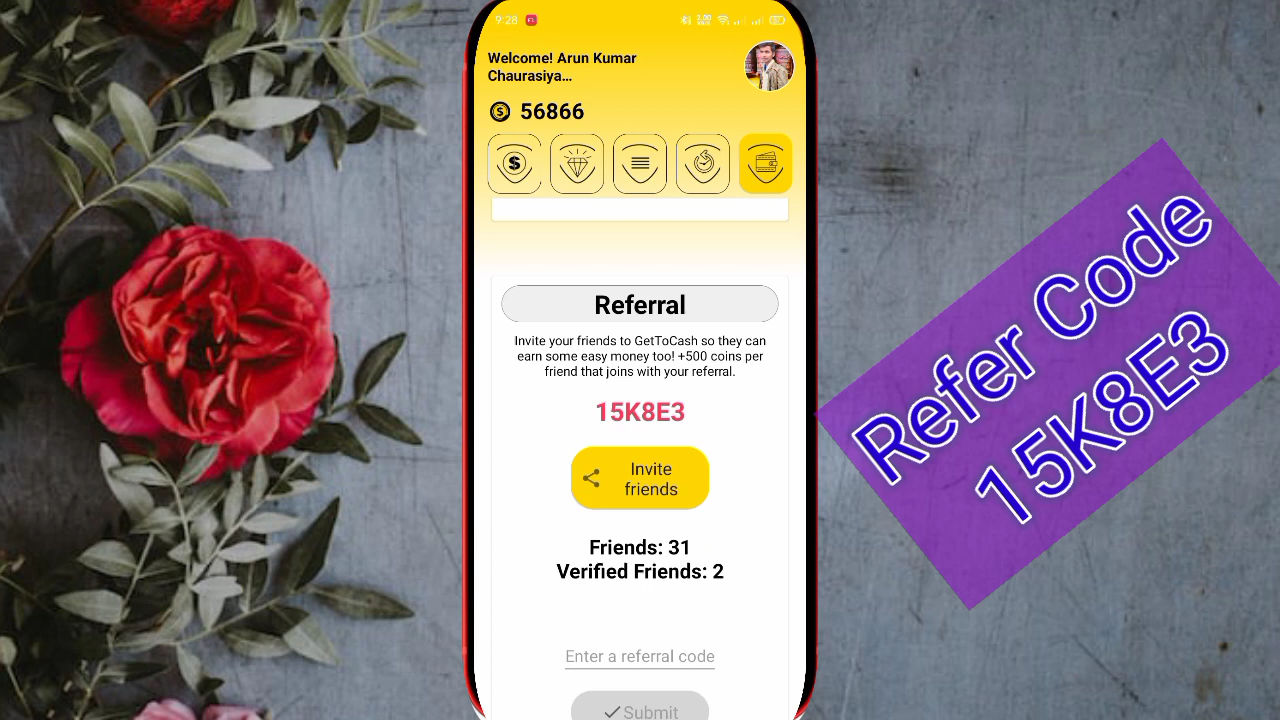 9:28
Welcome! Arun Kumar
Chaurasiya...
56866
Referral
Invite your friends to GetToCash so they can
earn some easy money too! +500 coins per
friend that joins with your referral.
15K8E3
Invite
friends
Friends: 31
Verified Friends: 2
Enter a referral code
Submit
Refer Code
15K8E3